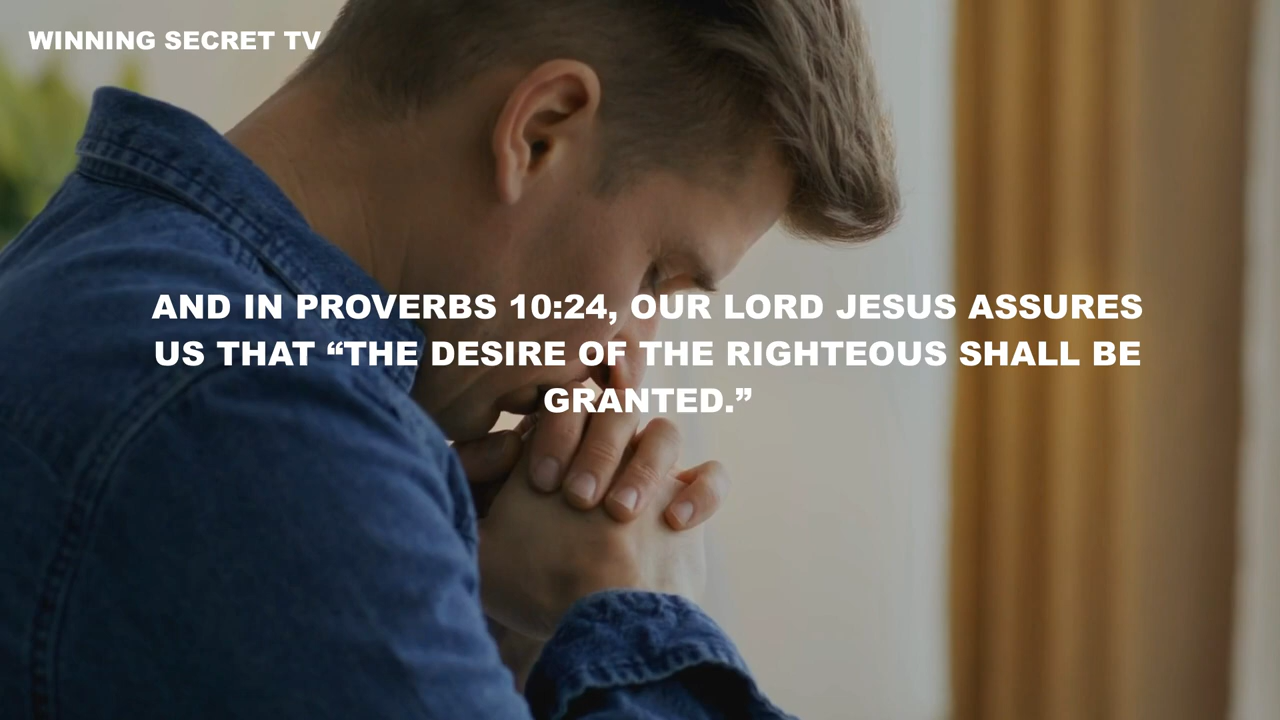 WINNING SECRET TV
AND IN PROVERBS 10:24, OUR LORD JESUS ASSURES
US THAT “THE DESIRE OF THE RIGHTEOUS SHALL BE
GRANTED.”